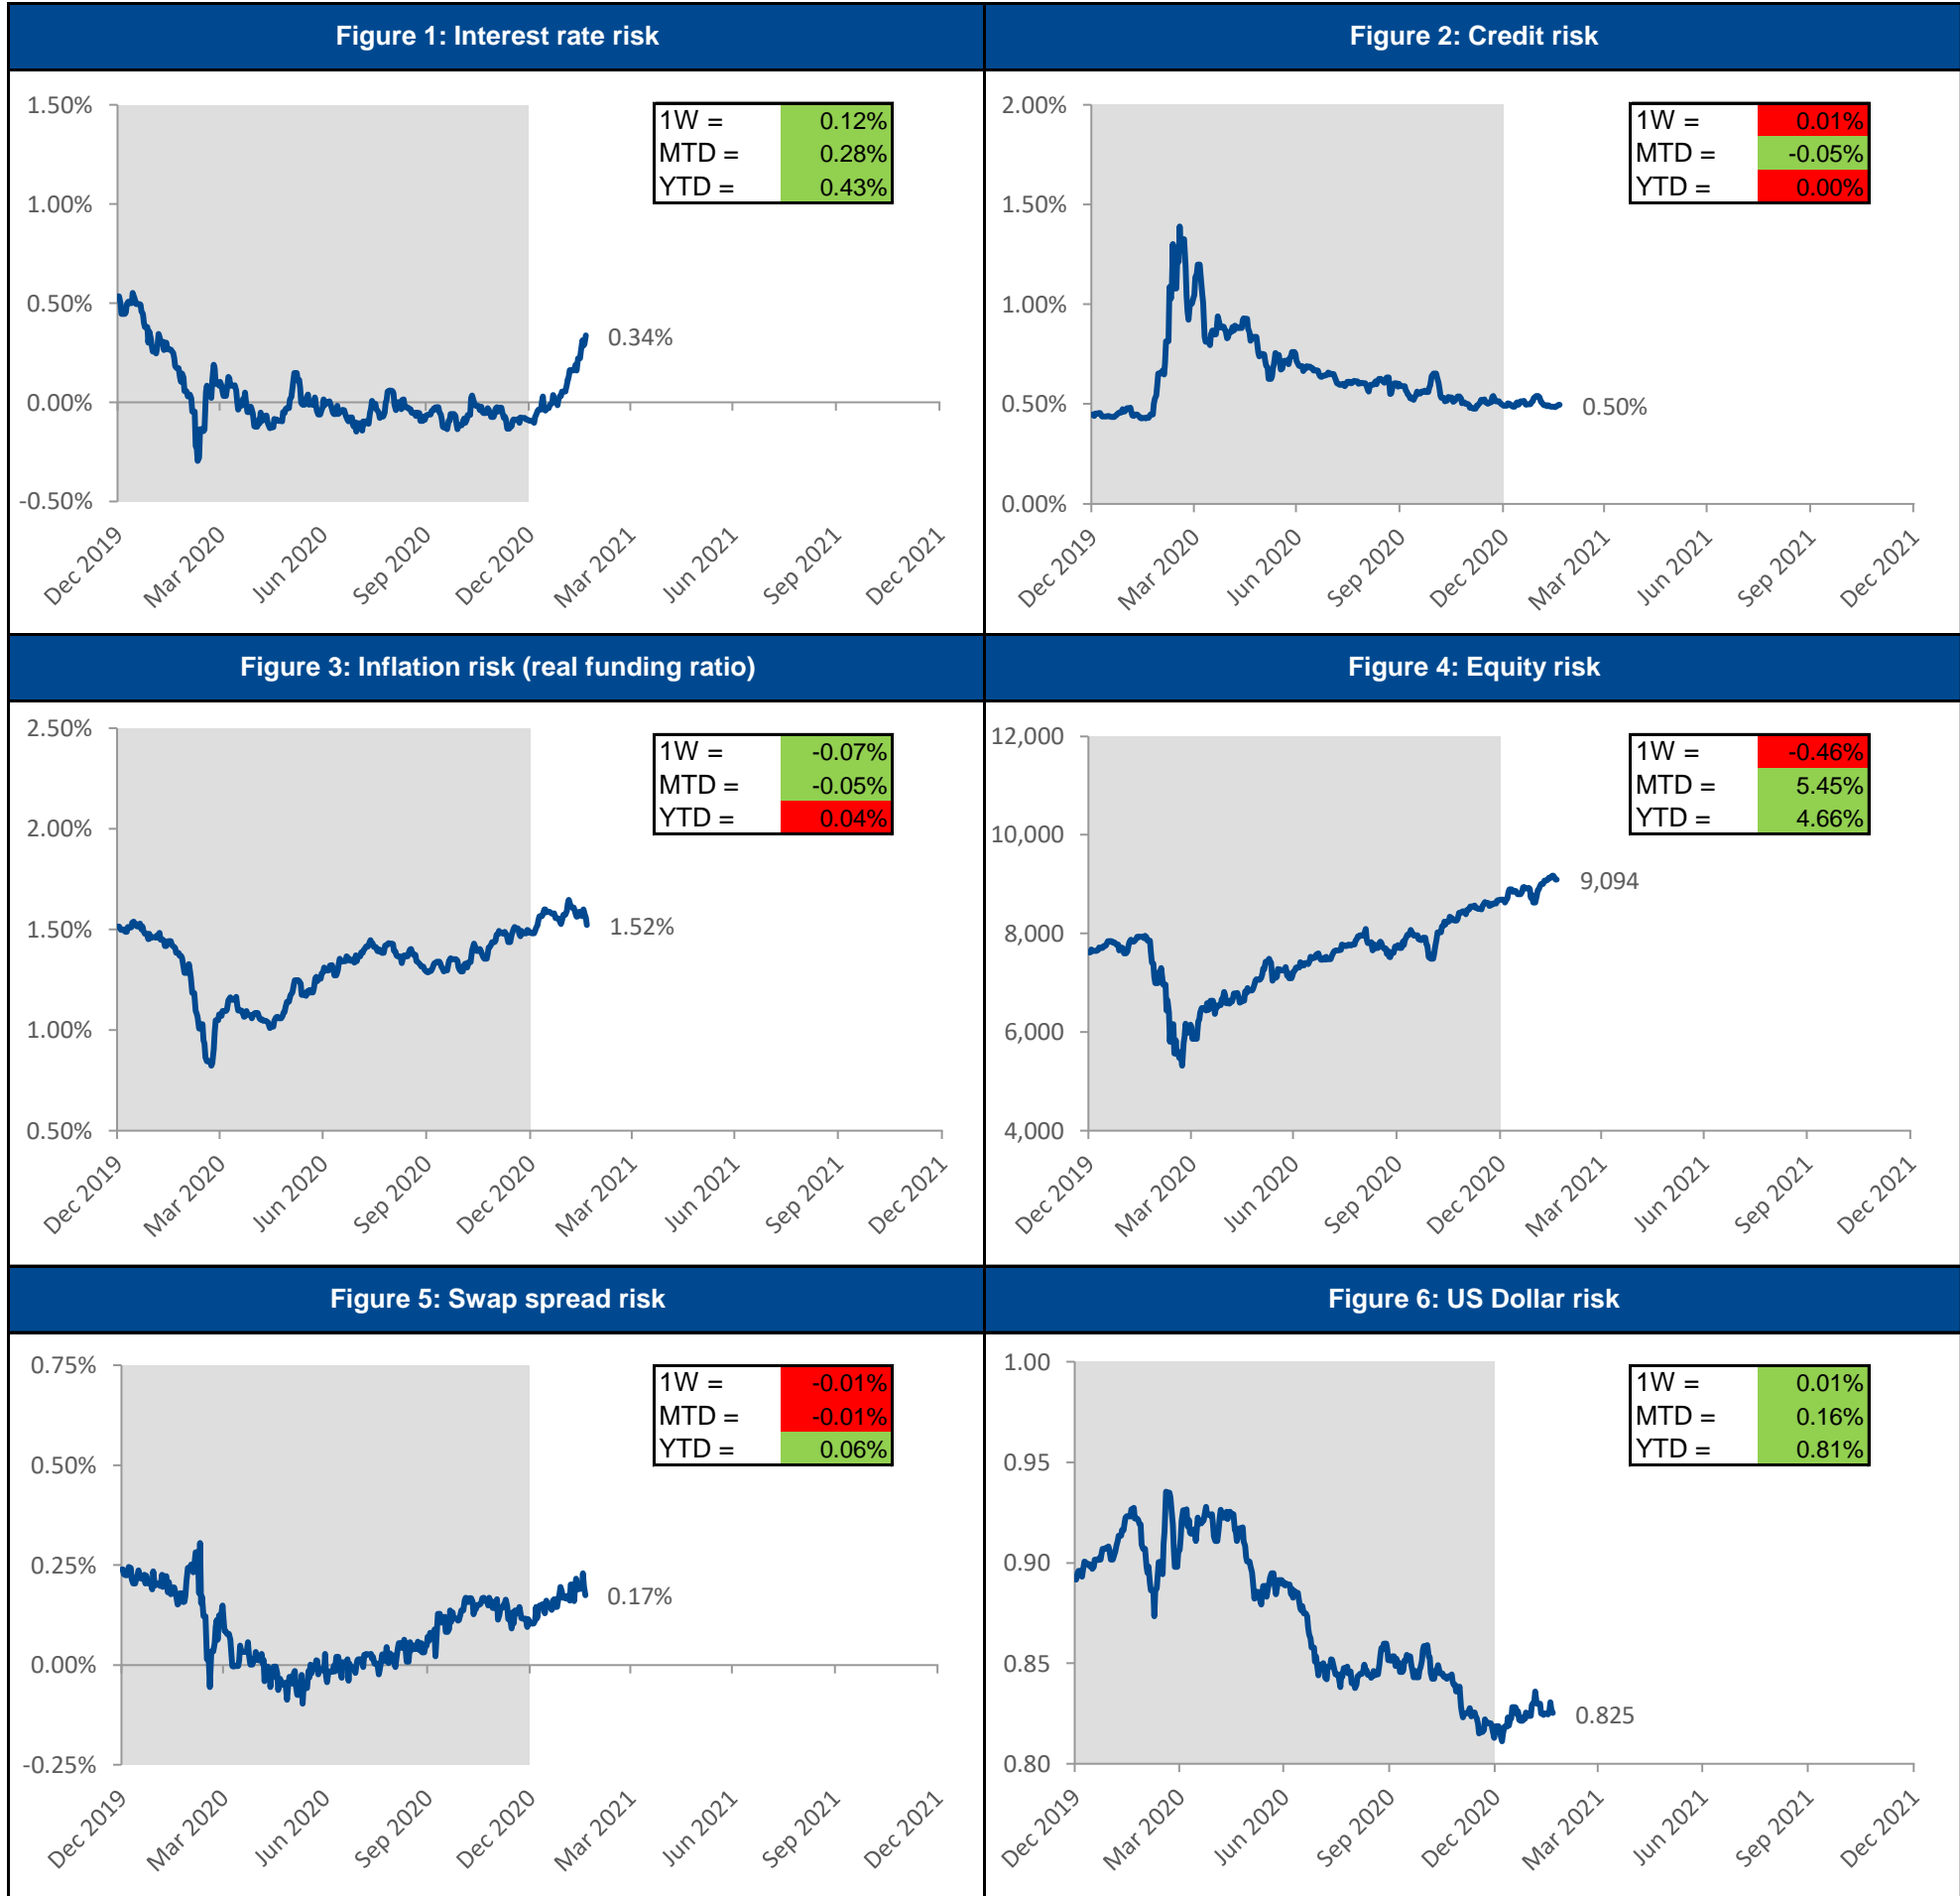 Figure 1: Interest rate risk
1.50%
1.00%
0.50%
0.00%
-0.50%
1W = 0.12%
MTD = 0.28%
YTD = 0.43%
0.34%
Dec 2019 Mar 2020 Jun 2020 Sep 2020 Dec 2020 Mar 2021 Jun 2021 Sep 2021 Dec 2021
Figure 2: Credit risk
2.00%
1.50%
1.00%
0.50%
0.00%
1W = 0.01%
MTD = -0.05%
YTD = 0.00%
0.50%
Dec 2019 Mar 2020 Jun 2020 Sep 2020 Dec 2020 Mar 2021 Jun 2021 Sep 2021 Dec 2021
Figure 3: Inflation risk (real funding ratio)
2.50%
2.00%
1.50%
1.00%
0.50%
1W = -0.07%
MTD = -0.05%
YTD = 0.04%
1.52%
Dec 2019 Mar 2020 Jun 2020 Sep 2020 Dec 2020 Mar 2021 Jun 2021 Sep 2021 Dec 2021
Figure 4: Equity risk
12,000
10,000
8,000
6,000
4,000
1W = -0.46%
MTD = 5.45%
YTD = 4.66%
9,094
Dec 2019 Mar 2020 Jun 2020 Sep 2020 Dec 2020 Mar 2021 Jun 2021 Sep 2021 Dec 2021
Figure 5: Swap spread risk
0.75%
0.50%
0.25%
0.00%
-0.25%
1W = -0.01%
MTD = -0.01%
YTD = 0.06%
0.17%
Dec 2019 Mar 2020 Jun 2020 Sep 2020 Dec 2020 Mar 2021 Jun 2021 Sep 2021 Dec 2021
Figure 6: US Dollar risk
1.00
0.95
0.90
0.85
0.80
1W = 0.01%
MTD = 0.16%
YTD = 0.81%
0.825
Dec 2019 Mar 2020 Jun 2020 Sep 2020 Dec 2020 Mar 2021 Jun 2021 Sep 2021 Dec 2021